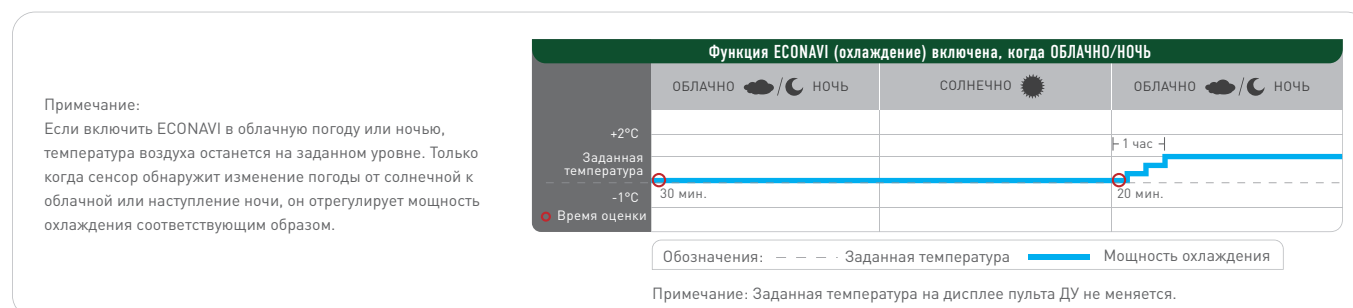 Примечание:
Если включить ECONAVI в облачную погоду или ночью,
температура воздуха останется на заданном уровне. Только
когда сенсор обнаружит изменение погоды от солнечной к
облачной или наступление ночи, он отрегулирует мощность
охлаждения соответствующим образом.
Функция ECONAVI (охлаждение) включена, когда ОБЛАЧНО/НОЧЬ
ОБЛАЧНО / НОЧЬ
СОЛНЕЧНО
ОБЛАЧНО / НОЧЬ
+2°C
1 час
Заданная
температура
-1°C
30 мин.
20 мин.
Время оценки
Обозначения: Заданная температура Мощность охлаждения
Примечание: Заданная температура на дисплее пульта ДУ не меняется.